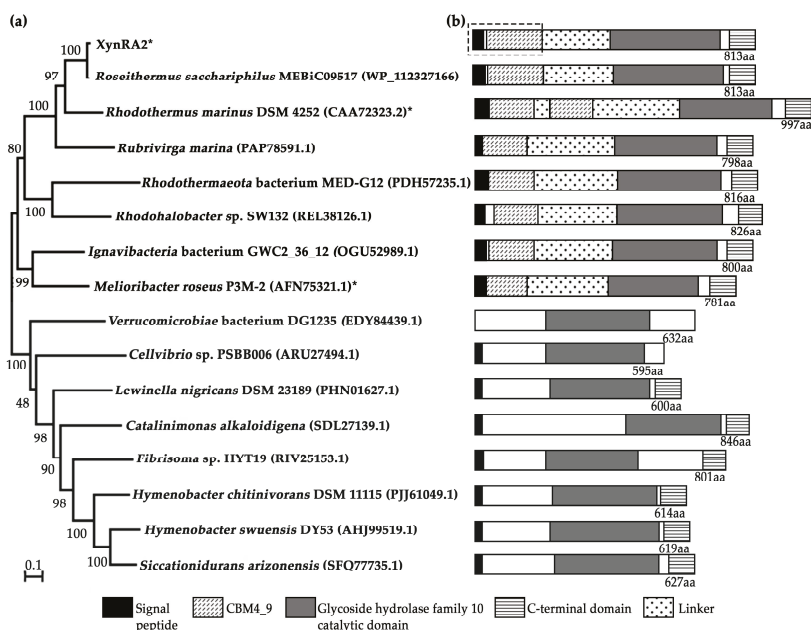 (a) (b)
XynRA2*
813aa
Roseithermus sacchariphilus MEBiC09517 (WP_112327166)
813aa
Rhodothermus marinus DSM 4252 (CAA72323.2)*
997aa
Rubrivirga marina (PAP78591.1)
798aa
Rhodothermaeota bacterium MED-G12 (PDH57235.1)
816aa
Rhodohalobacter sp. SW132 (REL38126.1)
826aa
Ignavibacteria bacterium GWC2_36_12 (OGU52989.1)
800aa
Melioribacter roseus P3M-2 (AFN75321.1)*
781aa
Verrucomicrobiae bacterium DG1235 (EDY84439.1)
632aa
Cellvibrio sp. PSBB006 (ARU27494.1)
595aa
Lewinella nigricans DSM 23189 (PHN01627.1)
600aa
Catalinimonas alkaloidigena (SDL27139.1)
846aa
Fibrisoma sp. HYT19 (RIV25153.1)
801aa
Hymenobacter chitinivorans DSM 11115 (PJJ61049.1)
614aa
Hymenobacter swuensis DY53 (AHJ99519.1)
619aa
Siccationidurans arizonensis (SFQ77735.1)
627aa
100
97
100
80
100
99
100
48
98
90
98
100
100
0.1
Signal peptide
CBM4_9
Glycoside hydrolase family 10 catalytic domain
C-terminal domain
Linker